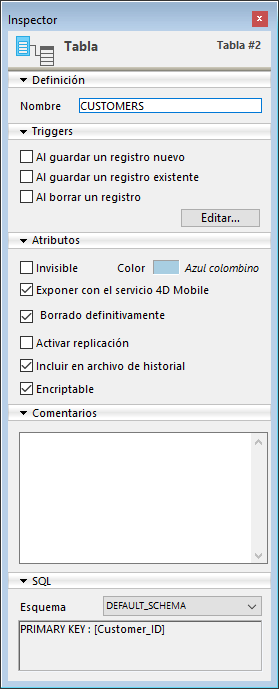 Inspector
Tabla
Tabla #2
Definición
Nombre
CUSTOMERS
Triggers
Al guardar un registro nuevo
Al guardar un registro existente
Al borrar un registro
Editar...
Atributos
Invisible
Color
Azul colombino
Exponer con el servicio 4D Mobile
Borrado definitivamente
Activar replicación
Incluir en archivo de historial
Encriptable
Comentarios
SQL
Esquema
DEFAULT_SCHEMA
PRIMARY KEY : [Customer_ID]